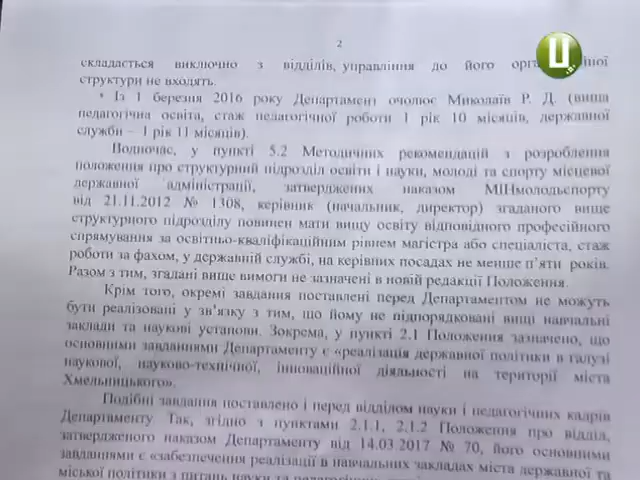 2
складається виключно з відділів, управління до його
структури не входять.
* Із 1 березня 2016 року Департамент очолює Миколаїв Р. Д. (вища
педагогічна освіта, стаж педагогічної роботи 1 рік 10 місяців, державної
служби – 1 рік 11 місяців).
Водночас, у пункті 5.2 Методичних рекомендацій з розроблення
положення про структурний підрозділ освіти і науки, молоді та спорту місцевої
державної адміністрації, затверджених наказом МІНмолодьспорту
від 21.11.2012 № 1308, керівник (начальник, директор) згаданого вище
структурного підрозділу повинен мати вищу освіту відповідного професійного
спрямування за освітньо-кваліфікаційним рівнем магістра або спеціаліста, стаж
роботи за фахом, у державній службі, на керівних посадах не менше п’яти років.
Разом з тим, згадані вище вимоги не зазначені в новій редакції Положення.
Крім того, окремі завдання поставлені перед Департаментом не можуть
бути реалізовані у зв’язку з тим, що йому не підпорядковані вищі навчальні
заклади та наукові установи. Зокрема, у пункті 2.1 Положення зазначено, що
основними завданнями Департаменту є «реалізація державної політики в галузі
наукової, науково-технічної, інноваційної діяльності на території міста
Хмельницького».
Подібні завдання поставлено і перед відділом науки і педагогічних кадрів
Департаменту. Так, згідно з пунктами 2.1.1, 2.1.2 Положення про відділ,
затвердженого наказом Департаменту від 14.03.2017 № 70, його основними
завданнями є «забезпечення реалізації в навчальних закладах міста державної та
міської політики з питань науки та